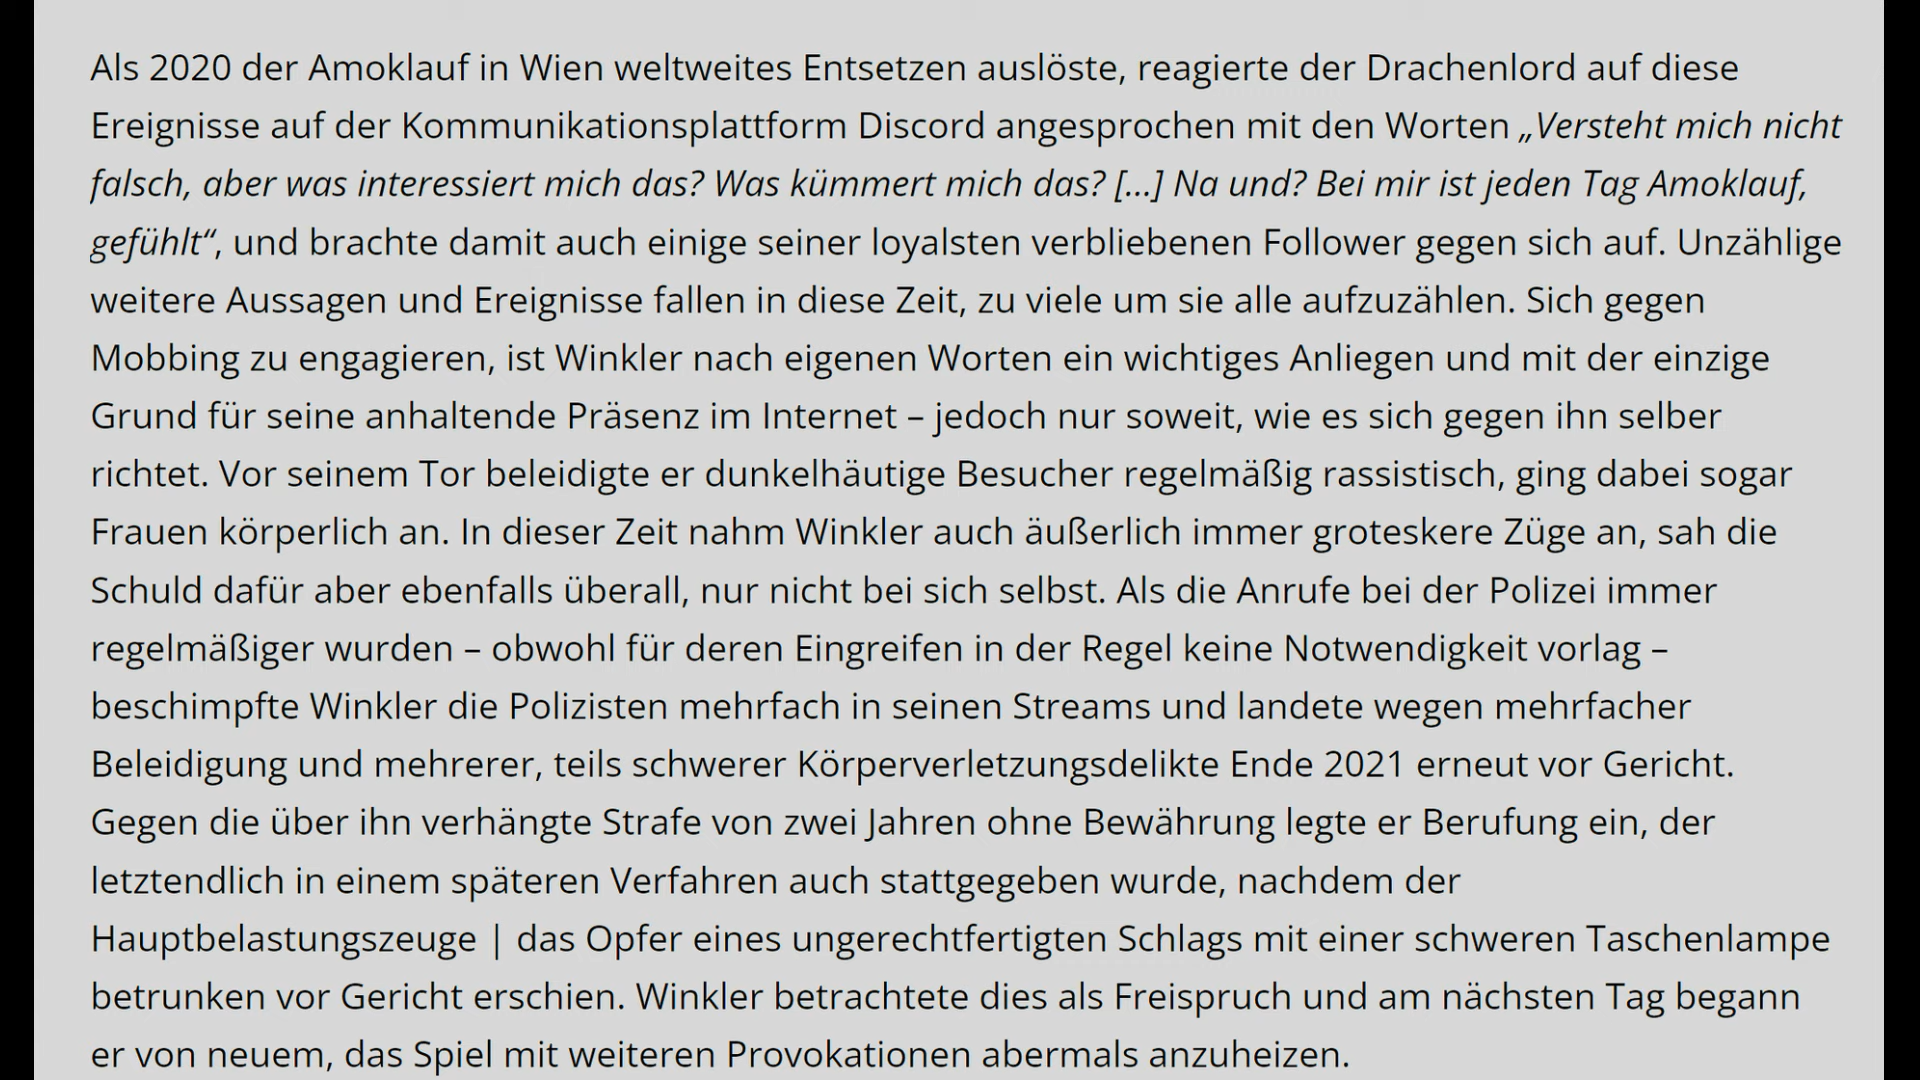 Als 2020 der Amoklauf in Wien weltweites Entsetzen auslöste, reagierte der Drachenlord auf diese
Ereignisse auf der Kommunikationsplattform Discord angesprochen mit den Worten „Versteht mich nicht
falsch, aber was interessiert mich das? Was kümmert mich das? [...] Na und? Bei mir ist jeden Tag Amoklauf,
gefühlt“, und brachte damit auch einige seiner loyalsten verbliebenen Follower gegen sich auf. Unzählige
weitere Aussagen und Ereignisse fallen in diese Zeit, zu viele um sie alle aufzuzählen. Sich gegen
Mobbing zu engagieren, ist Winkler nach eigenen Worten ein wichtiges Anliegen und mit der einzige
Grund für seine anhaltende Präsenz im Internet – jedoch nur soweit, wie es sich gegen ihn selber
richtet. Vor seinem Tor beleidigte er dunkelhäutige Besucher regelmäßig rassistisch, ging dabei sogar
Frauen körperlich an. In dieser Zeit nahm Winkler auch äußerlich immer groteskere Züge an, sah die
Schuld dafür aber ebenfalls überall, nur nicht bei sich selbst. Als die Anrufe bei der Polizei immer
regelmäßiger wurden – obwohl für deren Eingreifen in der Regel keine Notwendigkeit vorlag –
beschimpfte Winkler die Polizisten mehrfach in seinen Streams und landete wegen mehrfacher
Beleidigung und mehrerer, teils schwerer Körperverletzungsdelikte Ende 2021 erneut vor Gericht.
Gegen die über ihn verhängte Strafe von zwei Jahren ohne Bewährung legte er Berufung ein, der
letztendlich in einem späteren Verfahren auch stattgegeben wurde, nachdem der
Hauptbelastungszeuge | das Opfer eines ungerechtfertigten Schlags mit einer schweren Taschenlampe
betrunken vor Gericht erschien. Winkler betrachtete dies als Freispruch und am nächsten Tag begann
er von neuem, das Spiel mit weiteren Provokationen abermals anzuheizen.